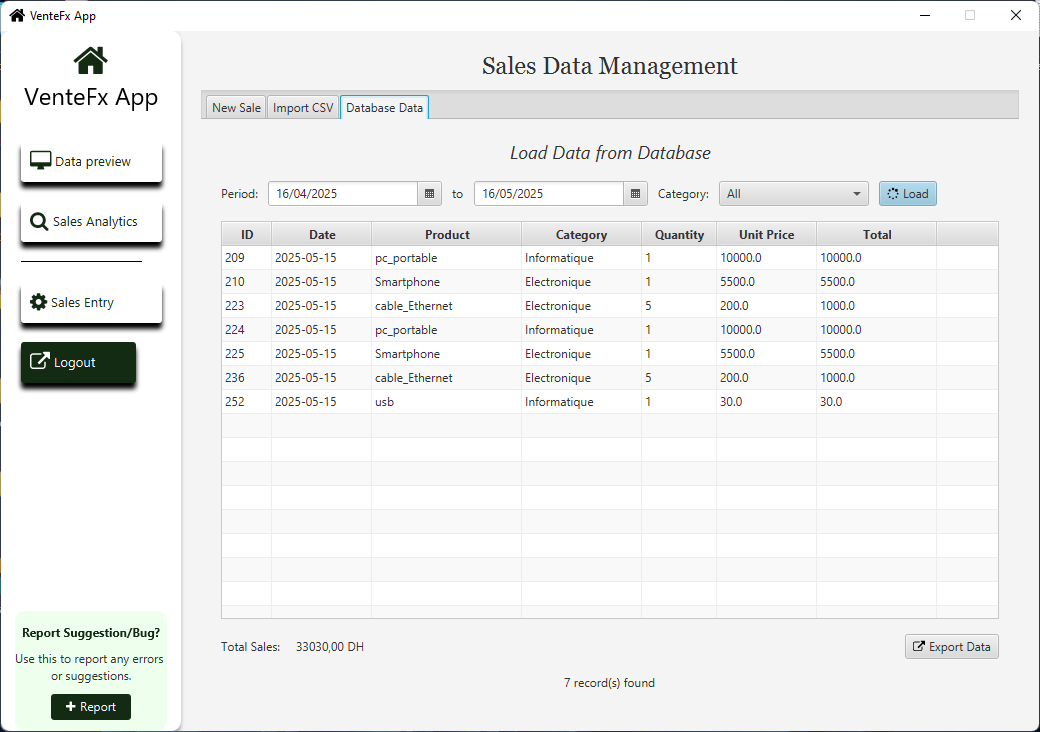 VenteFx App
VenteFx App
Data preview
Sales Analytics
Sales Entry
Logout
Report Suggestion/Bug?
Use this to report any errors
or suggestions.
+ Report
Sales Data Management
New Sale Import CSV Database Data
Load Data from Database
Period: 16/04/2025 to 16/05/2025 Category: All Load
ID Date Product Category Quantity Unit Price Total
209 2025-05-15 pc_portable Informatique 1 10000.0 10000.0
210 2025-05-15 Smartphone Electronique 1 5500.0 5500.0
223 2025-05-15 cable_Ethernet Electronique 5 200.0 1000.0
224 2025-05-15 pc_portable Informatique 1 10000.0 10000.0
225 2025-05-15 Smartphone Electronique 1 5500.0 5500.0
236 2025-05-15 cable_Ethernet Electronique 5 200.0 1000.0
252 2025-05-15 usb Informatique 1 30.0 30.0
Total Sales: 33030,00 DH Export Data
7 record(s) found